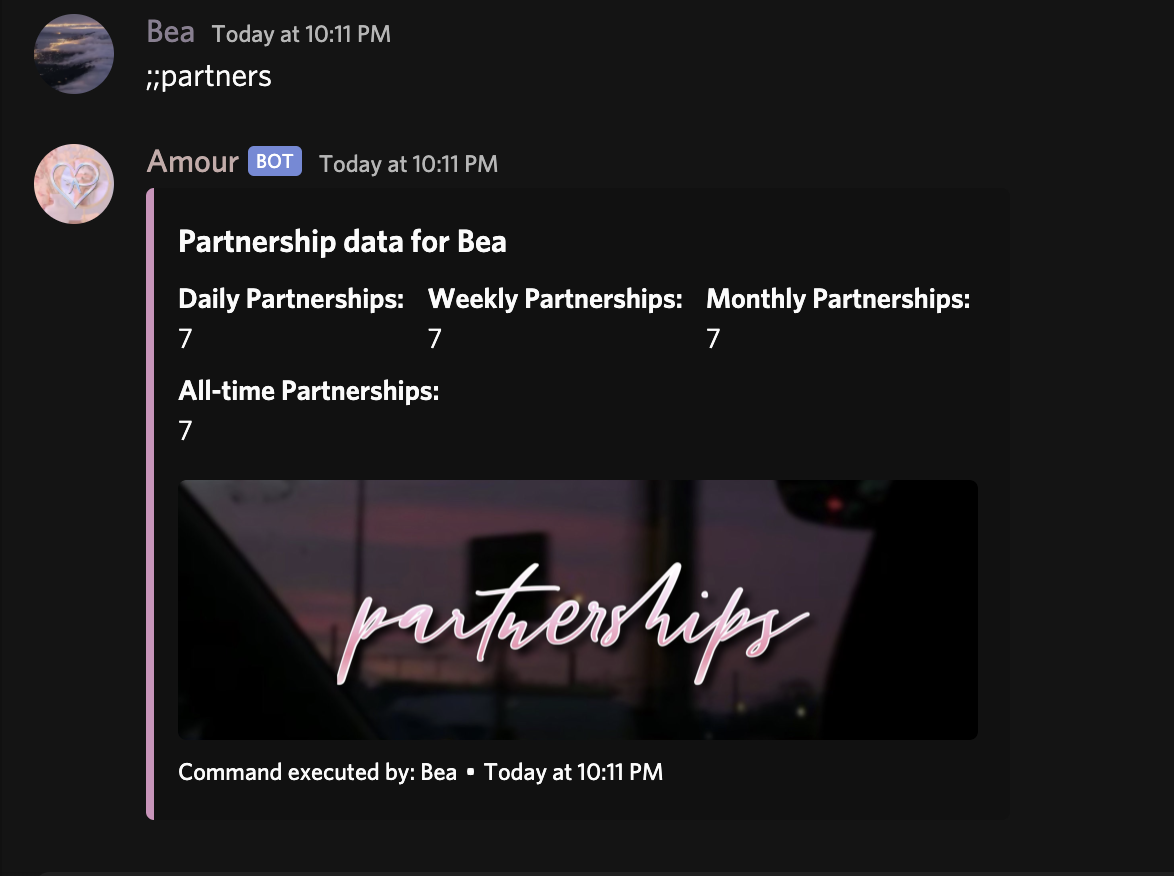 Bea Today at 10:11 PM
;;partners
Amour BOT Today at 10:11 PM
Partnership data for Bea
Daily Partnerships: Weekly Partnerships: Monthly Partnerships:
7 7 7
All-time Partnerships:
7
partnerships
Command executed by: Bea • Today at 10:11 PM